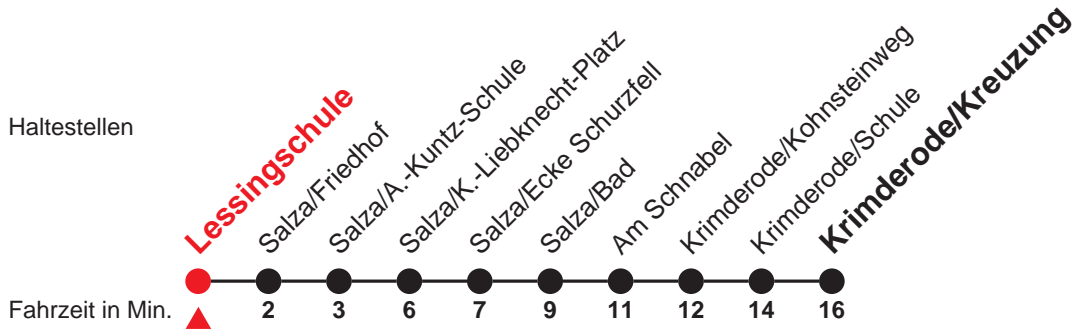 Haltestellen
Lessingschule
Salza/Friedhof
Salza/A.-Kuntz-Schule
Salza/K.-Liebknecht-Platz
Salza/Ecke Schurzfell
Salza/Bad
Am Schnabel
Krimderode/Kohnsteinweg
Krimderode/Schule
Krimderode/Kreuzung
Fahrzeit in Min. 2 3 6 7 9 11 12 14 16